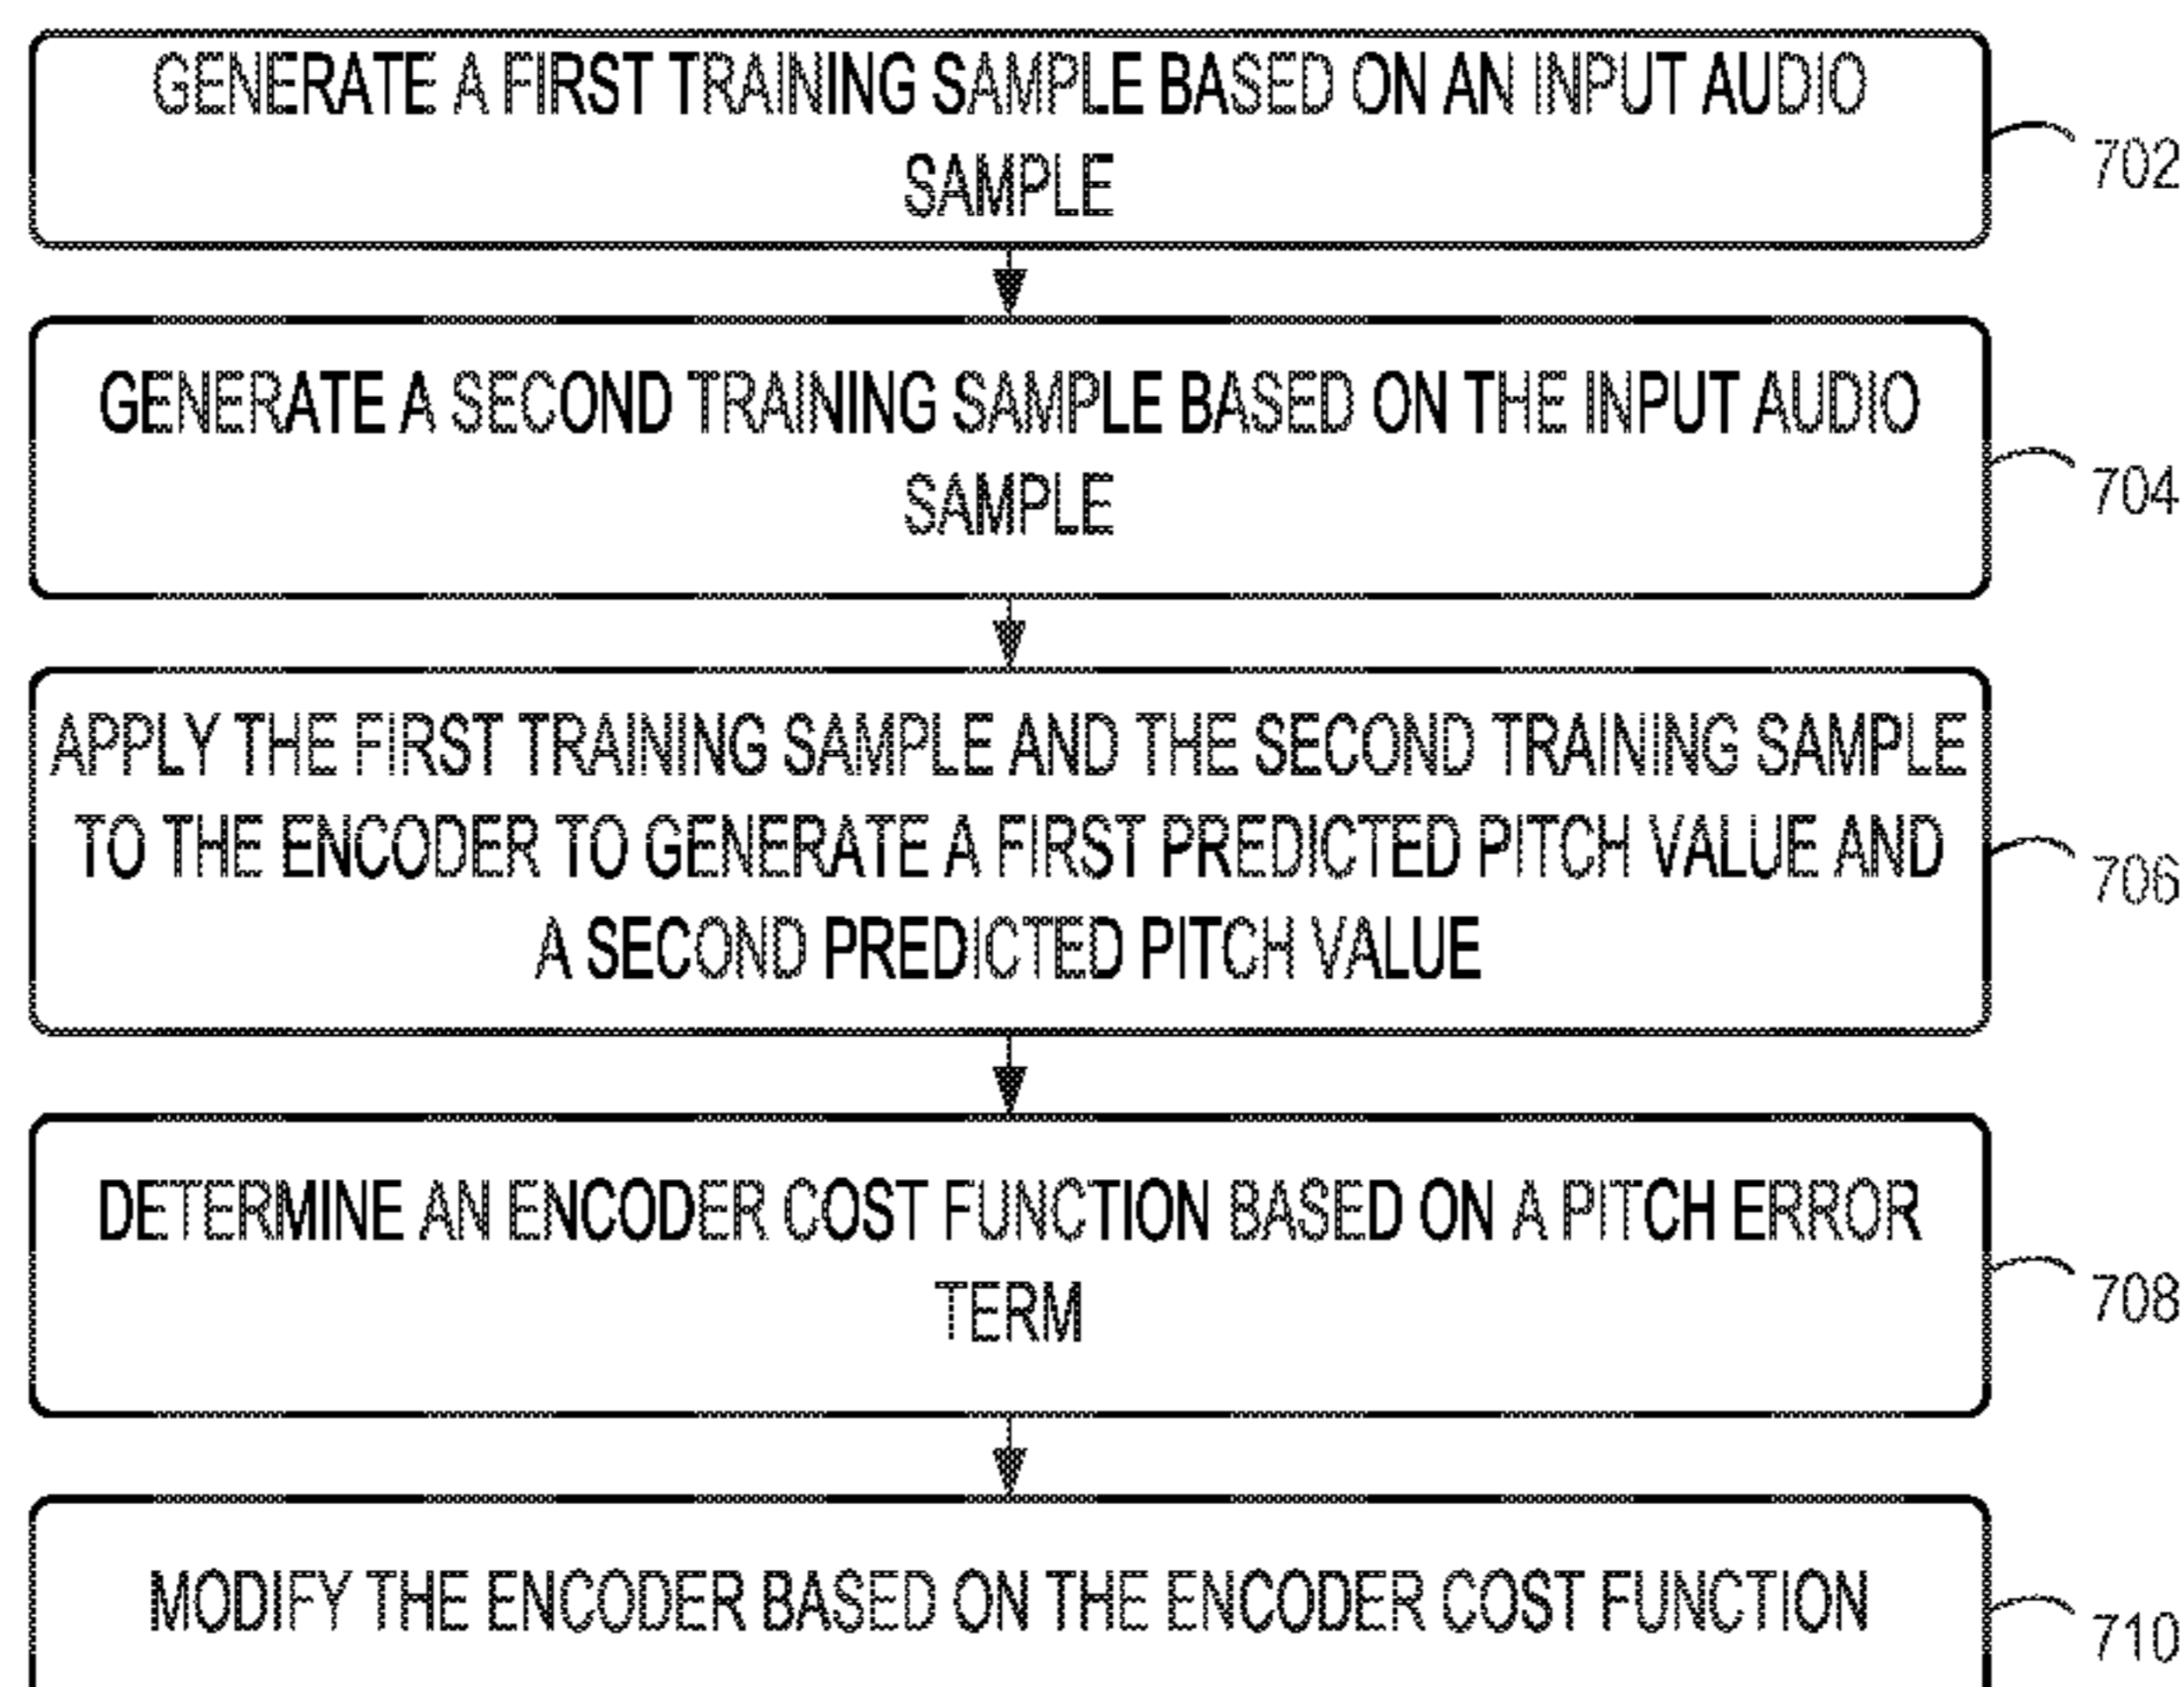 GENERATE A FIRST TRAINING SAMPLE BASED ON AN INPUT AUDIO
SAMPLE
702
GENERATE A SECOND TRAINING SAMPLE BASED ON THE INPUT AUDIO
SAMPLE
704
APPLY THE FIRST TRAINING SAMPLE AND THE SECOND TRAINING SAMPLE
TO THE ENCODER TO GENERATE A FIRST PREDICTED PITCH VALUE AND
A SECOND PREDICTED PITCH VALUE
706
DETERMINE AN ENCODER COST FUNCTION BASED ON A PITCH ERROR
TERM
708
MODIFY THE ENCODER BASED ON THE ENCODER COST FUNCTION
710